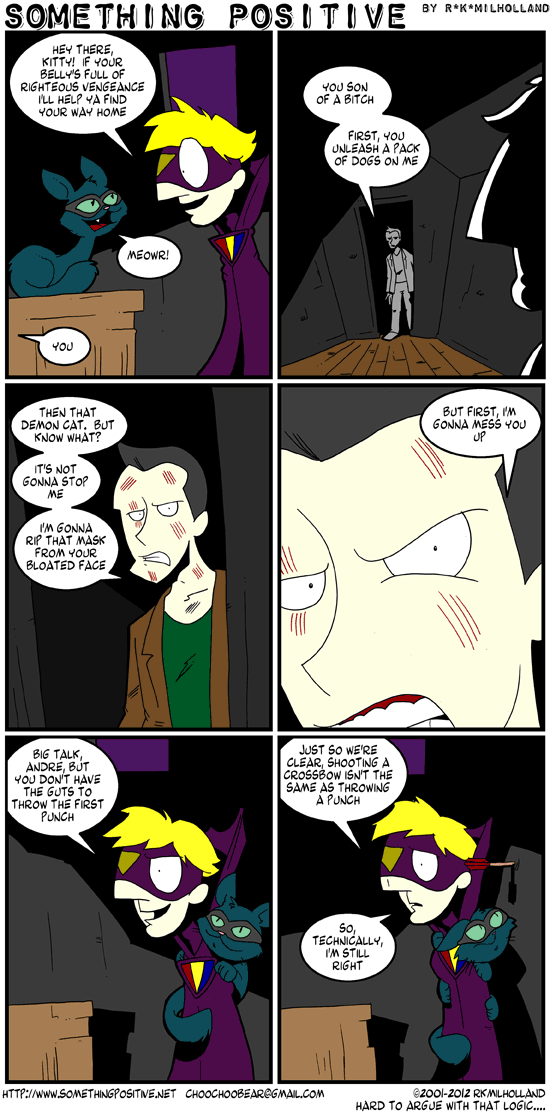 SOMETHING POSITIVE BY R*K*MILHOLLAND
HEY THERE,
KITTY! IF YOUR
BELLY'S FULL OF
RIGHTEOUS VENGEANCE
I'LL HELP YA FIND
YOUR WAY HOME
MEOWR!
YOU
YOU SON
OF A BITCH
FIRST, YOU
UNLEASH A PACK
OF DOGS ON ME
THEN THAT
DEMON CAT. BUT
KNOW WHAT?
IT'S NOT
GONNA STOP
ME
I'M GONNA
RIP THAT MASK
FROM YOUR
BLOATED FACE
BUT FIRST, I'M
GONNA MESS YOU
UP
BIG TALK,
ANDRE, BUT
YOU DON'T HAVE
THE GUTS TO
THROW THE FIRST
PUNCH
JUST SO WE'RE
CLEAR, SHOOTING A
CROSSBOW ISN'T THE
SAME AS THROWING
A PUNCH
SO,
TECHNICALLY,
I'M STILL
RIGHT
HTTP://WWW.SOMETHINGPOSITIVE.NET CHOOCHOOBEAR@GMAIL.COM ©2001-2012 RKMILHOLLAND
HARD TO ARGUE WITH THAT LOGIC....